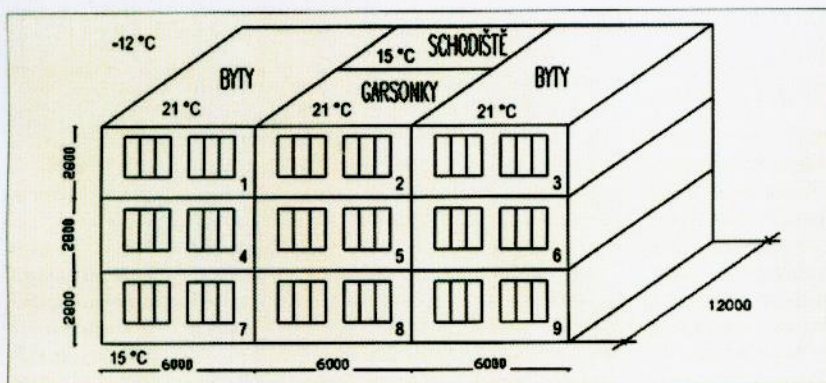 -12 °C
SCHODIŠTĚ
15 °C
BYTY
GARSONKY
BYTY
21 °C
21 °C
21 °C
2800
1
2
3
2800
4
5
6
2800
7
8
9
12000
15 °C
6000
6000
6000